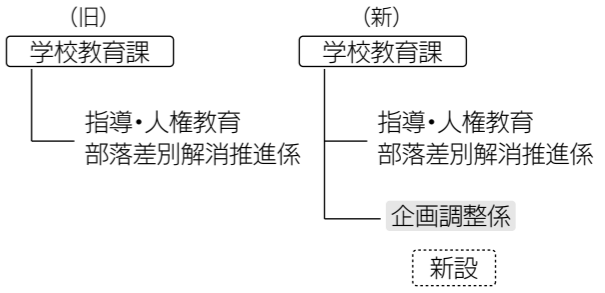 （旧）
学校教育課
指導・人権教育
部落差別解消推進係
（新）
学校教育課
指導・人権教育
部落差別解消推進係
企画調整係
新設